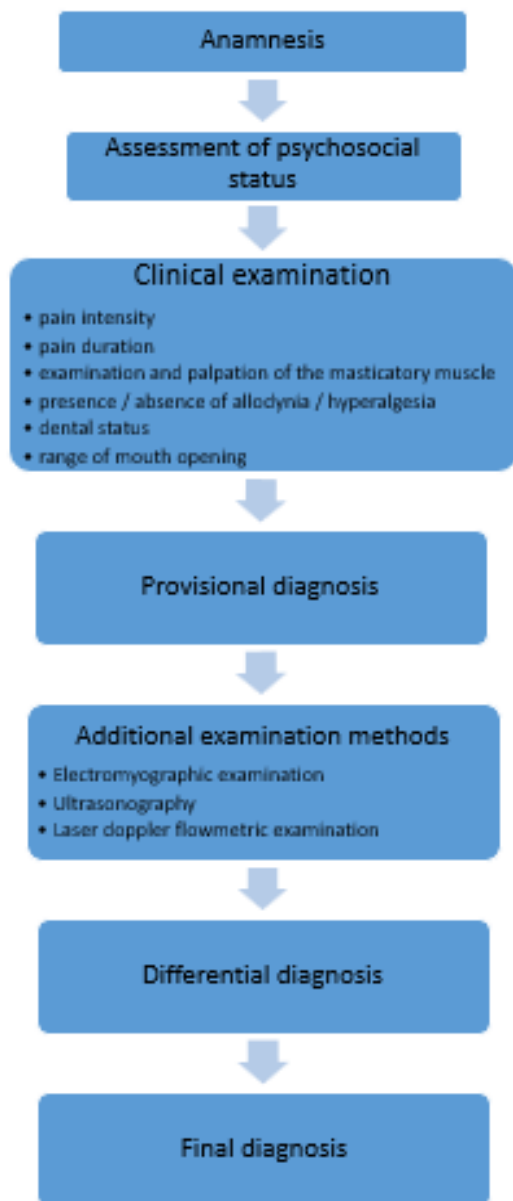 Anamnesis
Assessment of psychosocial
status
Clinical examination
• pain intensity
• pain duration
• examination and palpation of the masticatory muscle
• presence / absence of allodynia / hyperalgesia
• dental status
• range of mouth opening
Provisional diagnosis
Additional examination methods
• Electromyographic examination
• Ultrasonography
• Laser doppler flowmetric examination
Differential diagnosis
Final diagnosis